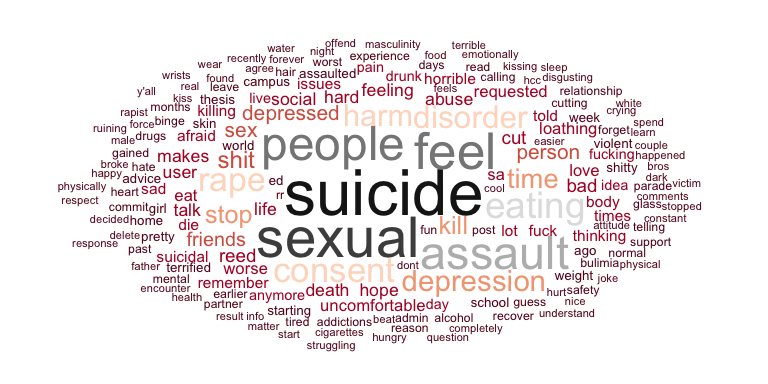 water offend masculinity terrible
recently forever night experience food emotionally
wear agree hair worst days read kissing sleep
wrists found campus assaulted pain drunk horrible calling hcc disgusting
y'all real leave issues feeling requested relationship
kiss thesis live social hard abuse cutting white
rapist months killing depressed harm disorder told week crying
ruining force binge skin sex cut loathing forget spend
male drugs afraid world people feel person violent learn
gained makes shit easier fucking happened couple
broke hate user ed sa time love shitty bros
happy advice rape suicide cool bad idea dark
physically heart sad eat rr eating body parade victim
respect commit girl talk stop life comments
decided home die sexual fun kill post lot fuck times glass stopped
delete pretty friends assault thinking attitude constant
response past suicidal reed consent dont ago normal telling
father terrified worse depression weight bulimia support
mental remember death hope physical
encounter earlier anymore uncomfortable day school guess hurt safety joke
health partner starting addictions beat admin alcohol recover nice
result info tired cigarettes reason completely understand
matter start hungry question
struggling